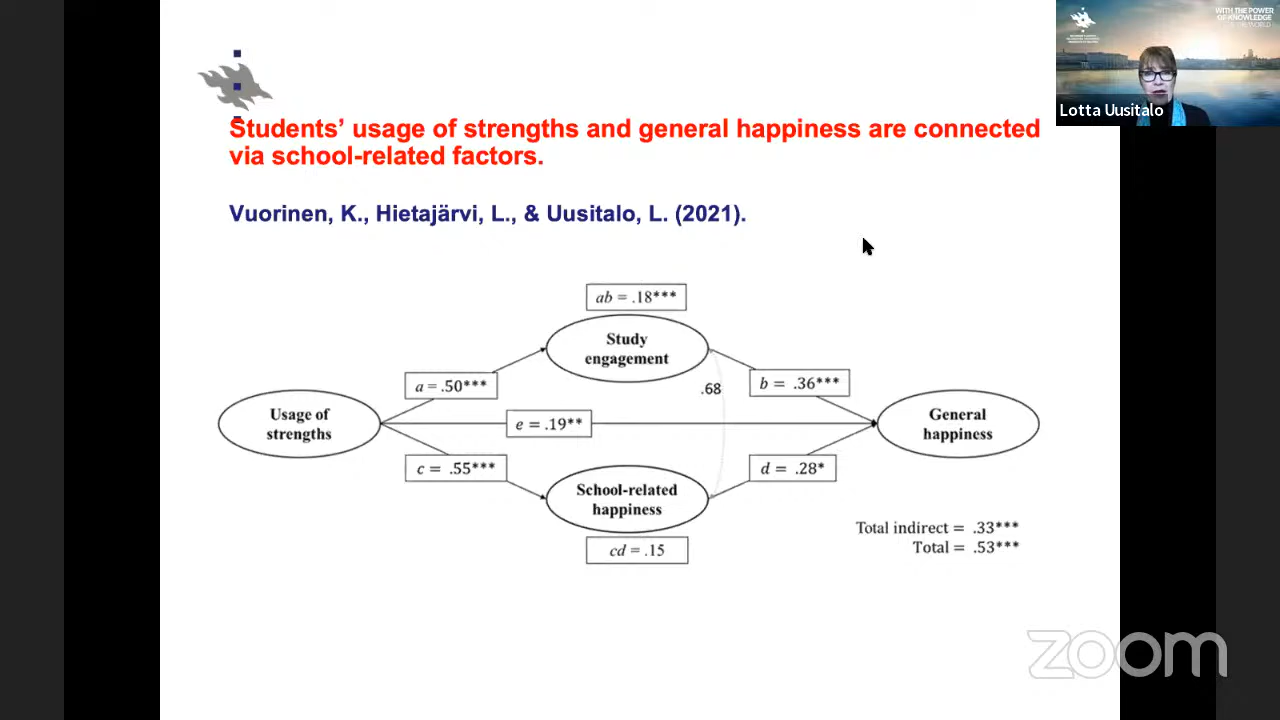 WITH THE POWER
OF KNOWLEDGE
Lotta Uusitalo
Students’ usage of strengths and general happiness are connected
via school-related factors.
Vuorinen, K., Hietajärvi, L., & Uusitalo, L. (2021).
ab = .18***
Study
engagement
a = .50***
.68
b = .36***
Usage of
strengths
e = .19**
General
happiness
c = .55***
d = .28*
School-related
happiness
cd = .15
Total indirect = .33***
Total = .53***
zoom